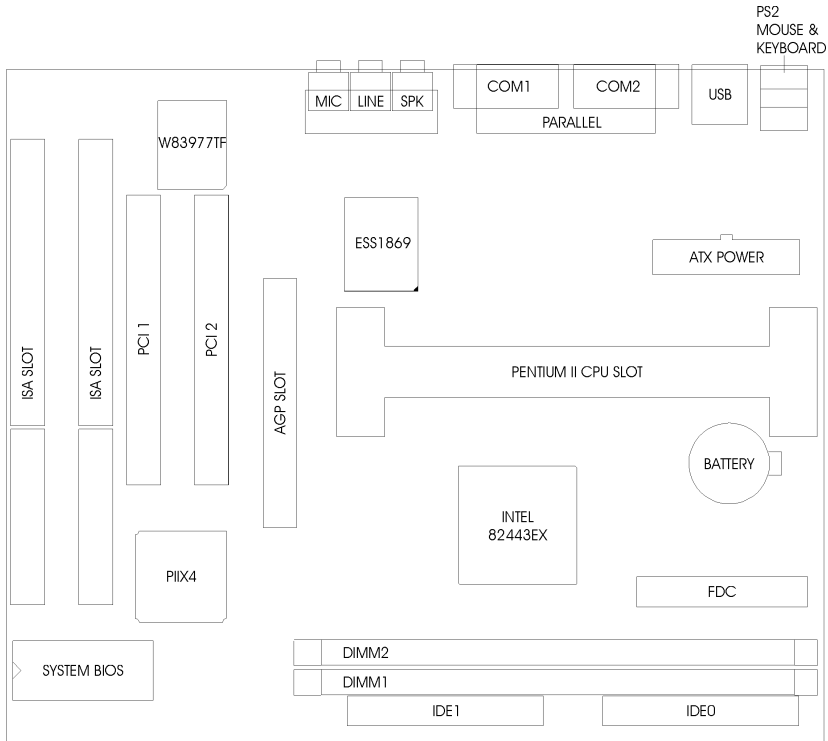 PS2
MOUSE &
KEYBOARD
COM1
COM2
USB
MIC
LINE
SPK
PARALLEL
W83977TF
ESS1869
ATX POWER
ISA SLOT
ISA SLOT
PCI 1
PCI 2
AGP SLOT
PENTIUM II CPU SLOT
BATTERY
INTEL
82443EX
PIIX4
FDC
SYSTEM BIOS
DIMM2
DIMM1
IDE1
IDE0